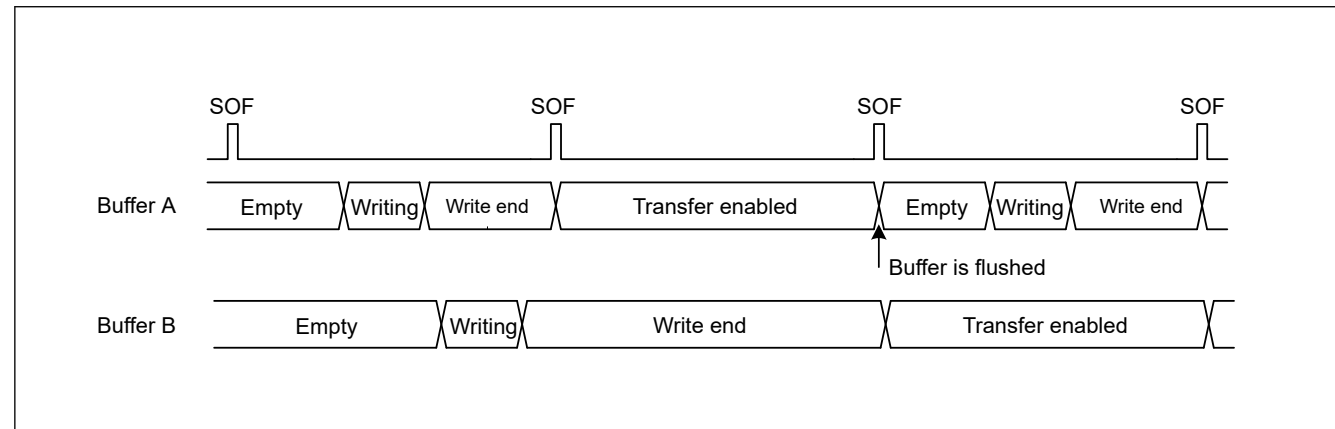 SOF SOF SOF SOF
Buffer A Empty Writing Write end Transfer enabled Empty Writing Write end
Buffer is flushed
Buffer B Empty Writing Write end Transfer enabled